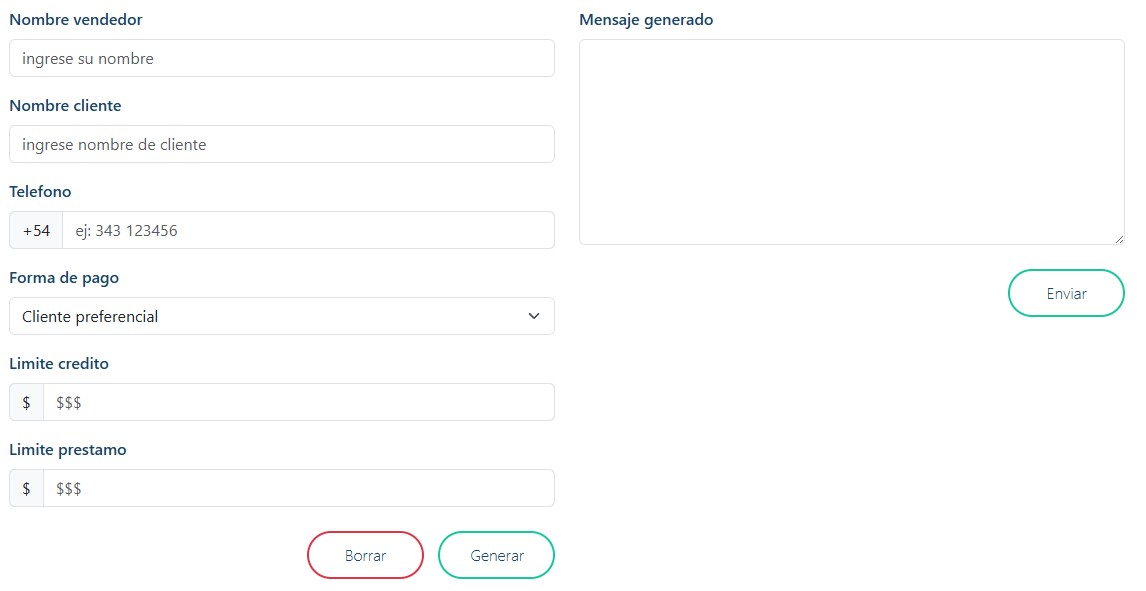 Nombre vendedor
ingrese su nombre
Nombre cliente
ingrese nombre de cliente
Telefono
+54 ej: 343 123456
Forma de pago
Cliente preferencial
Limite credito
$ $$$
Limite prestamo
$ $$$
Borrar Generar
Mensaje generado
Enviar